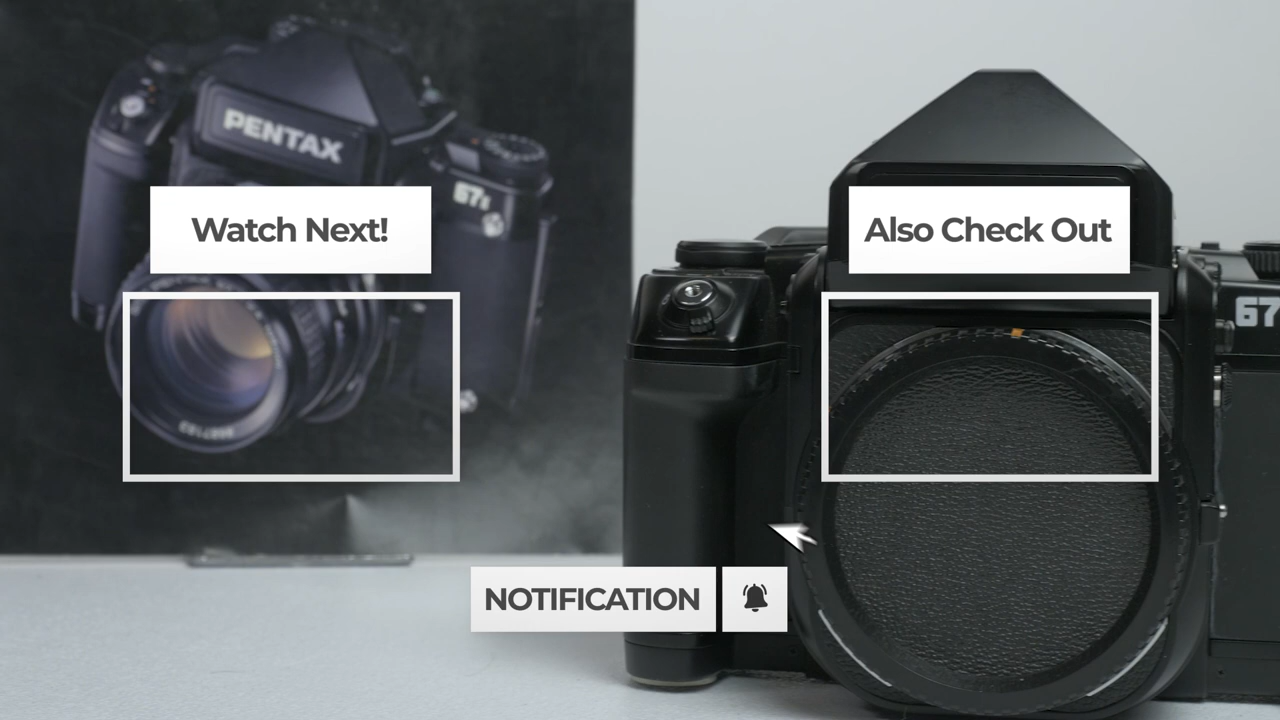 PENTAX
67II
Watch Next!
Also Check Out
67
NOTIFICATION